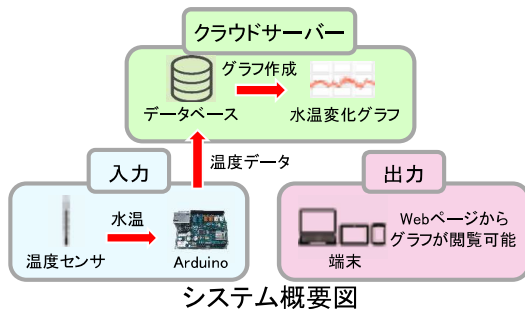 クラウドサーバー
グラフ作成
データベース
水温変化グラフ
温度データ
入力
水温
温度センサ
Arduino
出力
Webページから
グラフが閲覧可能
端末
システム概要図